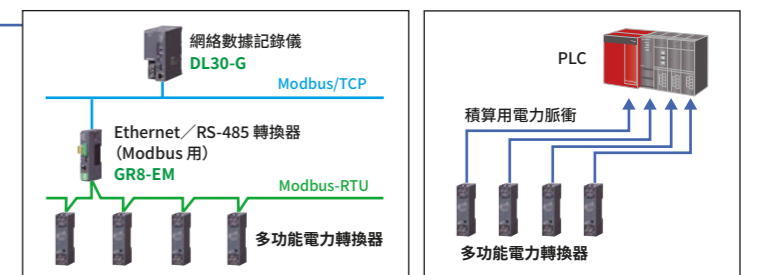 網絡數據記錄儀
DL30-G
Modbus/TCP
Ethernet／RS-485 轉換器
（Modbus 用）
GR8-EM
Modbus-RTU
多功能電力轉換器
PLC
積算用電力脈衝
多功能電力轉換器